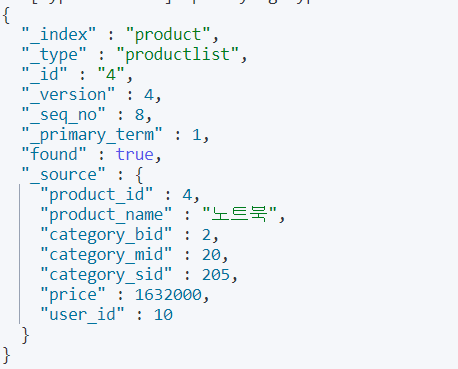 {
"_index" : "product",
"_type" : "productlist",
"_id" : "4",
"_version" : 4,
"_seq_no" : 8,
"_primary_term" : 1,
"found" : true,
"_source" : {
"product_id" : 4,
"product_name" : "노트북",
"category_bid" : 2,
"category_mid" : 20,
"category_sid" : 205,
"price" : 1632000,
"user_id" : 10
}
}